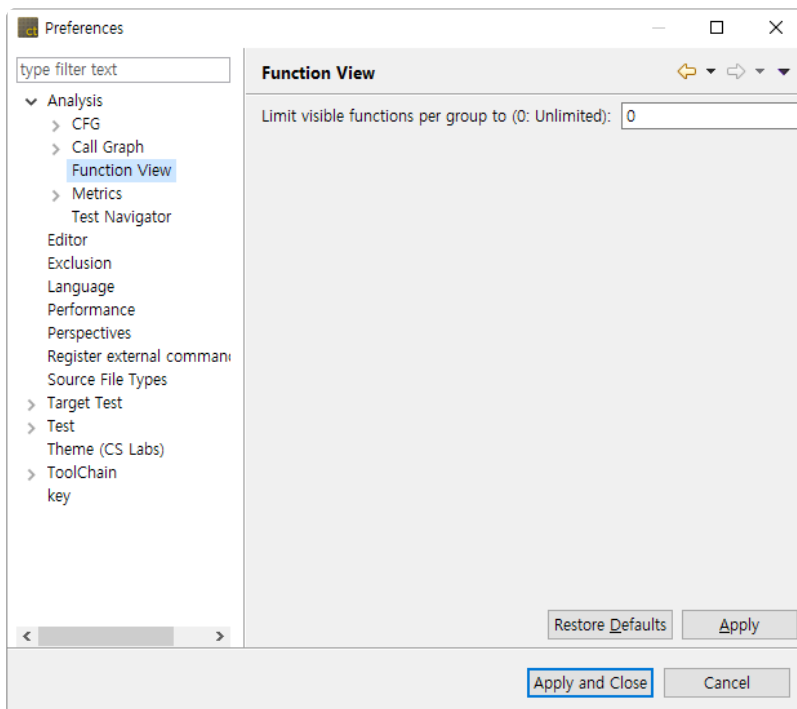 Preferences
type filter text
Analysis
CFG
Call Graph
Function View
Metrics
Test Navigator
Editor
Exclusion
Language
Performance
Perspectives
Register external comman
Source File Types
Target Test
Test
Theme (CS Labs)
ToolChain
key
Function View
Limit visible functions per group to (0: Unlimited): 0
Restore Defaults Apply
Apply and Close Cancel